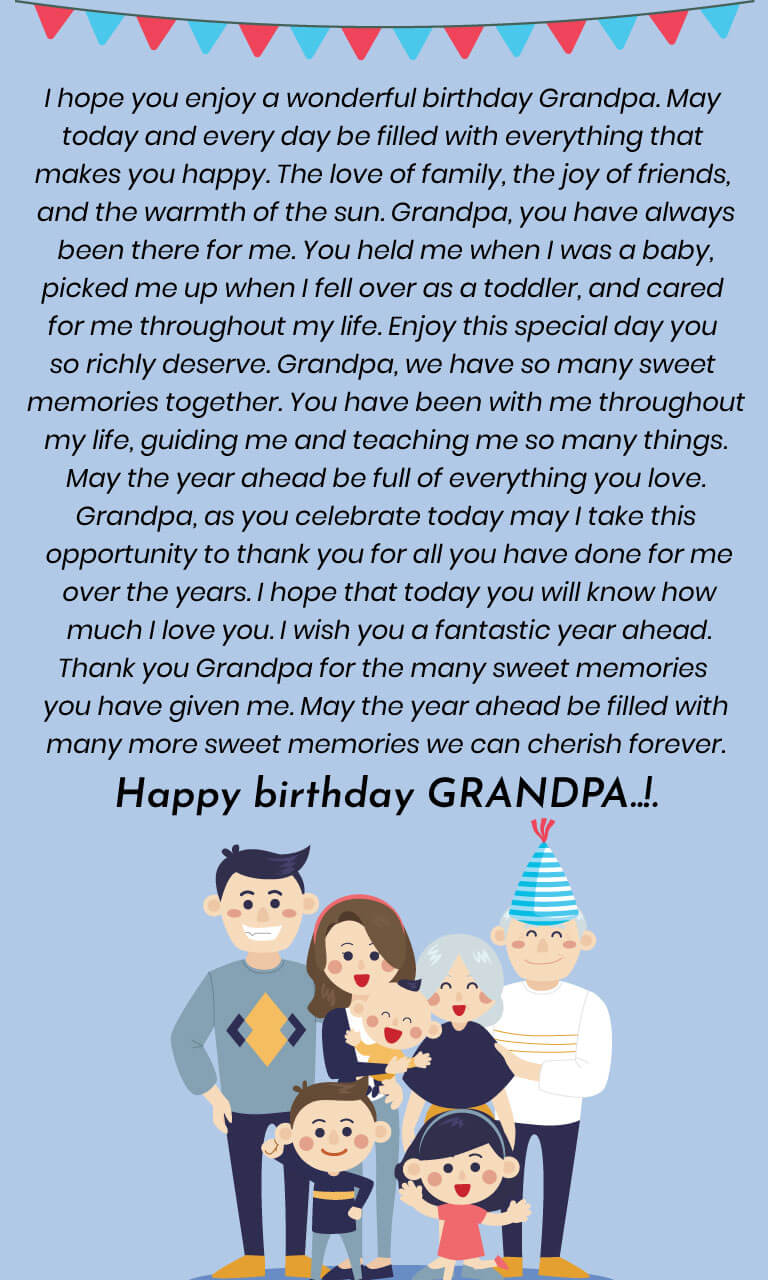 I hope you enjoy a wonderful birthday Grandpa. May
today and every day be filled with everything that
makes you happy. The love of family, the joy of friends,
and the warmth of the sun. Grandpa, you have always
been there for me. You held me when I was a baby,
picked me up when I fell over as a toddler, and cared
for me throughout my life. Enjoy this special day you
so richly deserve. Grandpa, we have so many sweet
memories together. You have been with me throughout
my life, guiding me and teaching me so many things.
May the year ahead be full of everything you love.
Grandpa, as you celebrate today may I take this
opportunity to thank you for all you have done for me
over the years. I hope that today you will know how
much I love you. I wish you a fantastic year ahead.
Thank you Grandpa for the many sweet memories
you have given me. May the year ahead be filled with
many more sweet memories we can cherish forever.
Happy birthday GRANDPA..!.